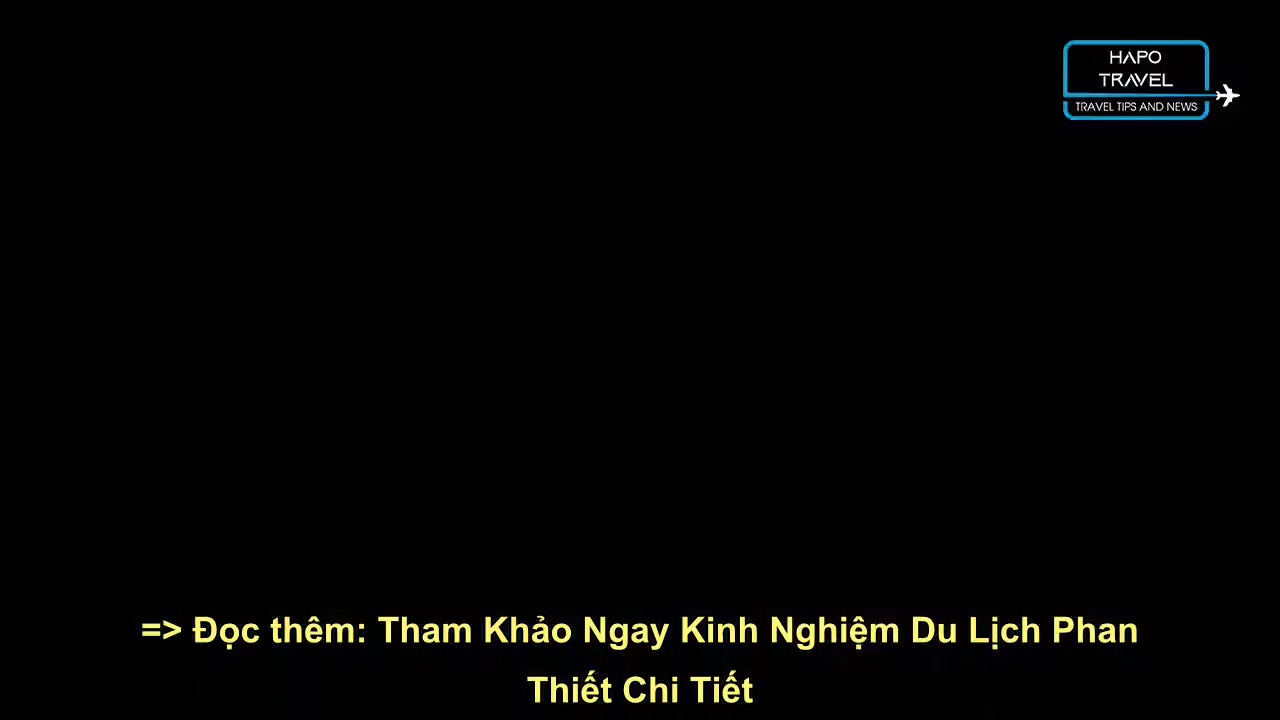 HAPO
TRAVEL
TRAVEL TIPS AND NEWS
=> Đọc thêm: Tham Khảo Ngay Kinh Nghiệm Du Lịch Phan
Thiết Chi Tiết